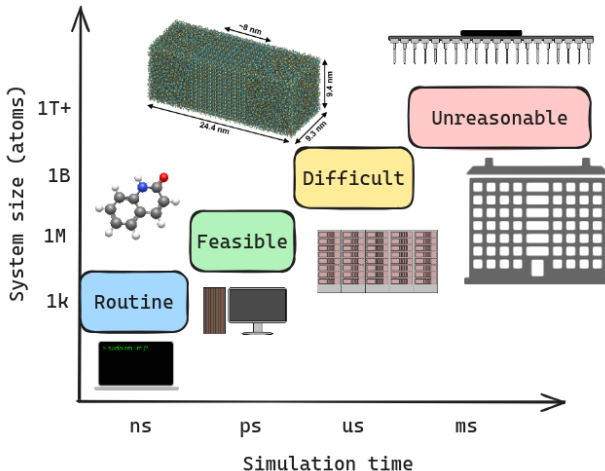 ~8 nm
9.4 nm
9.3 nm
24.4 nm
System size (atoms)
1T+
1B
1M
1k
Unreasonable
Difficult
Feasible
Routine
ns
ps
us
ms
Simulation time